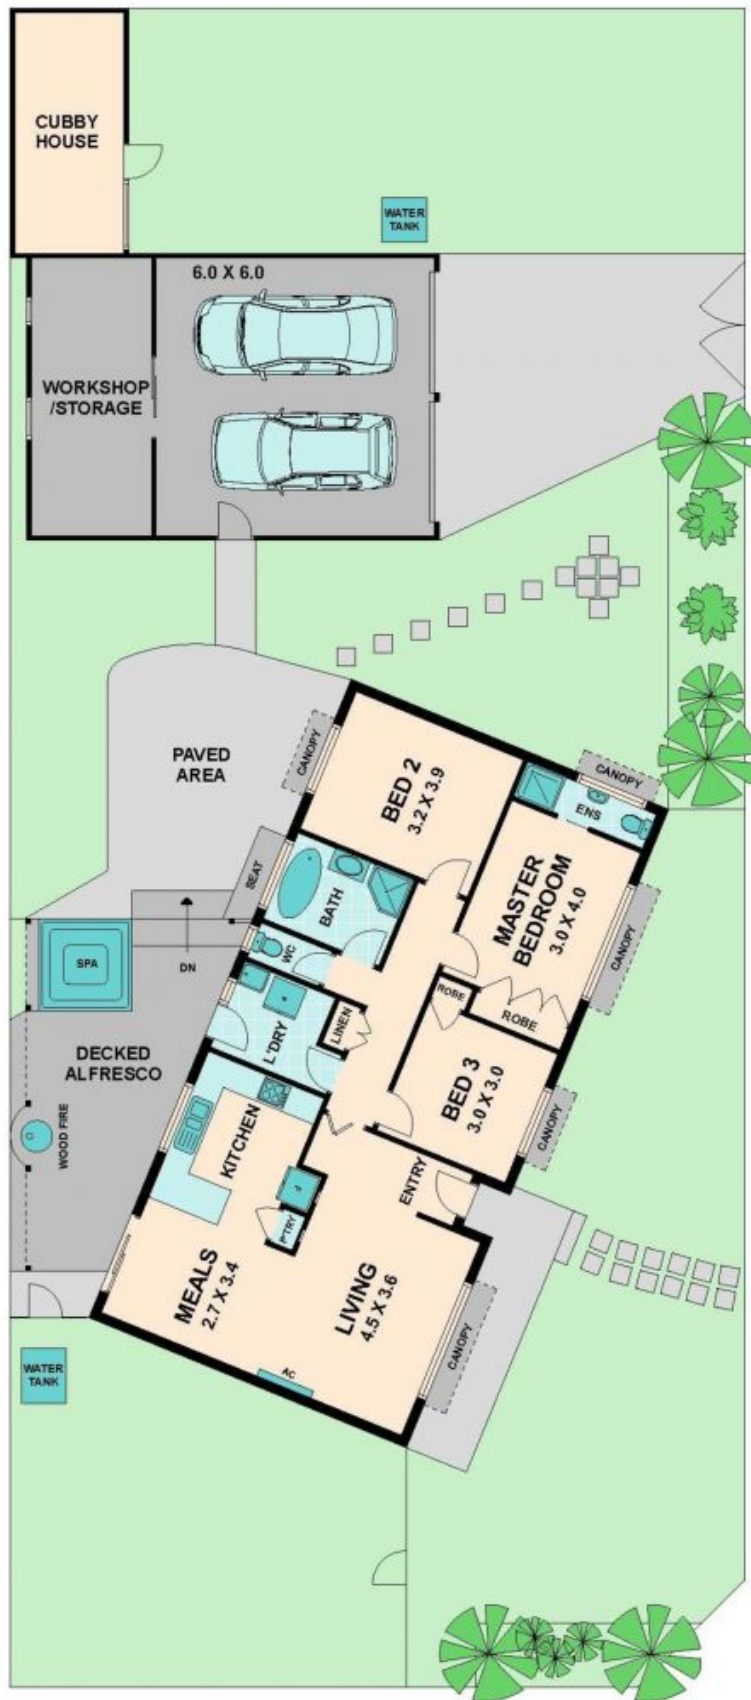 CUBBY
HOUSE
WATER
TANK
6.0 X 6.0
WORKSHOP
/STORAGE
PAVED
AREA
CANOPY
BED 2
3.2 X 3.9
CANOPY
ENS
SEAT
BATH
MASTER
BEDROOM
3.0 X 4.0
CANOPY
WC
SPA
DN
ROBE
ROBE
LINEN
L'DRY
DECKED
ALFRESCO
BED 3
3.0 X 3.0
CANOPY
WOOD FIRE
KITCHEN
ENTRY
P'TRY
MEALS
2.7 X 3.4
LIVING
4.5 X 3.6
CANOPY
AC
WATER
TANK